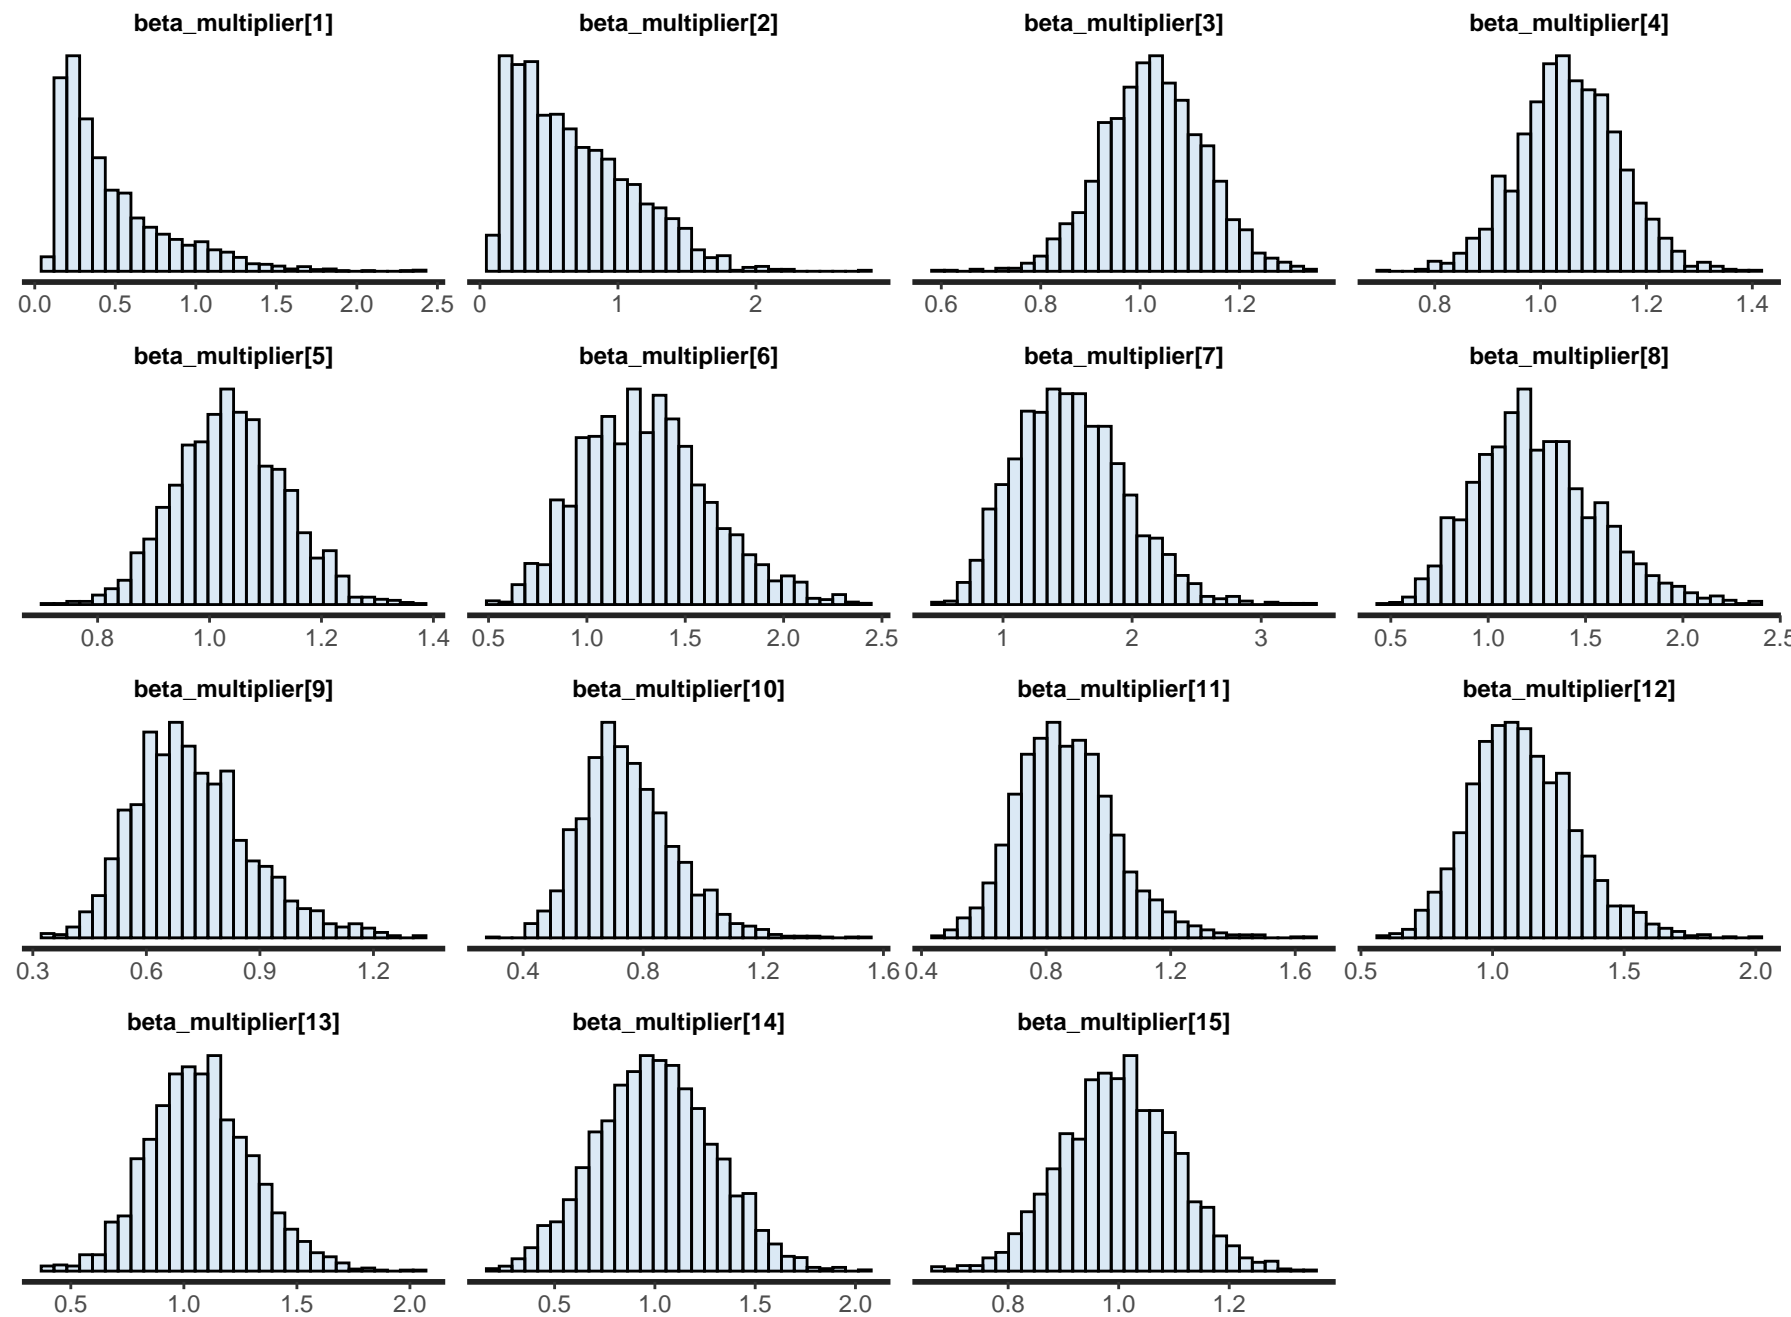 beta_multiplier[1] beta_multiplier[2] beta_multiplier[3] beta_multiplier[4]
0.0 0.5 1.0 1.5 2.0 2.5 0 1 2 0.6 0.8 1.0 1.2 0.8 1.0 1.2 1.4
beta_multiplier[5] beta_multiplier[6] beta_multiplier[7] beta_multiplier[8]
0.8 1.0 1.2 1.4 0.5 1.0 1.5 2.0 2.5 1 2 3 0.5 1.0 1.5 2.0 2.5
beta_multiplier[9] beta_multiplier[10] beta_multiplier[11] beta_multiplier[12]
0.3 0.6 0.9 1.2 0.4 0.8 1.2 1.6 0.4 0.8 1.2 1.6 0.5 1.0 1.5 2.0
beta_multiplier[13] beta_multiplier[14] beta_multiplier[15]
0.5 1.0 1.5 2.0 0.5 1.0 1.5 2.0 0.8 1.0 1.2